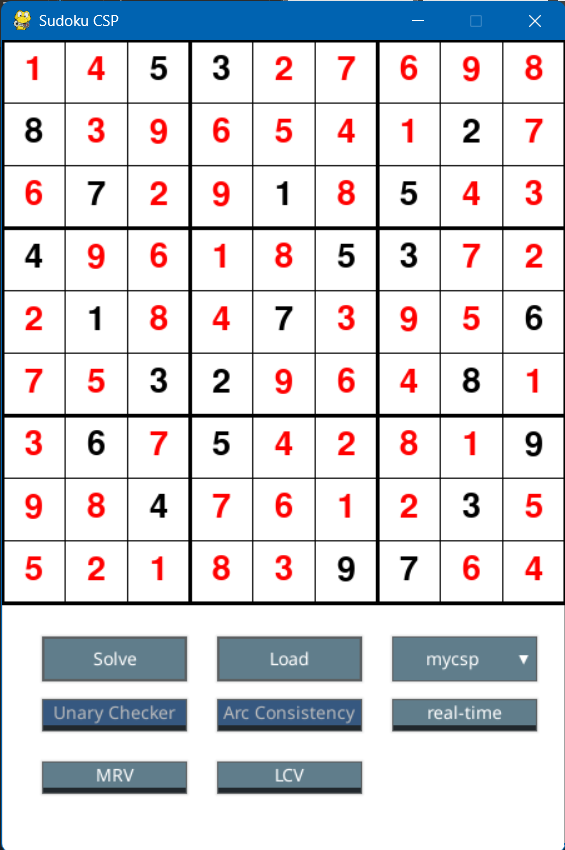 Sudoku CSP
1 4 5 3 2 7 6 9 8
8 3 9 6 5 4 1 2 7
6 7 2 9 1 8 5 4 3
4 9 6 1 8 5 3 7 2
2 1 8 4 7 3 9 5 6
7 5 3 2 9 6 4 8 1
3 6 7 5 4 2 8 1 9
9 8 4 7 6 1 2 3 5
5 2 1 8 3 9 7 6 4
Solve Load mycsp ▼
Unary Checker Arc Consistency real-time
MRV LCV